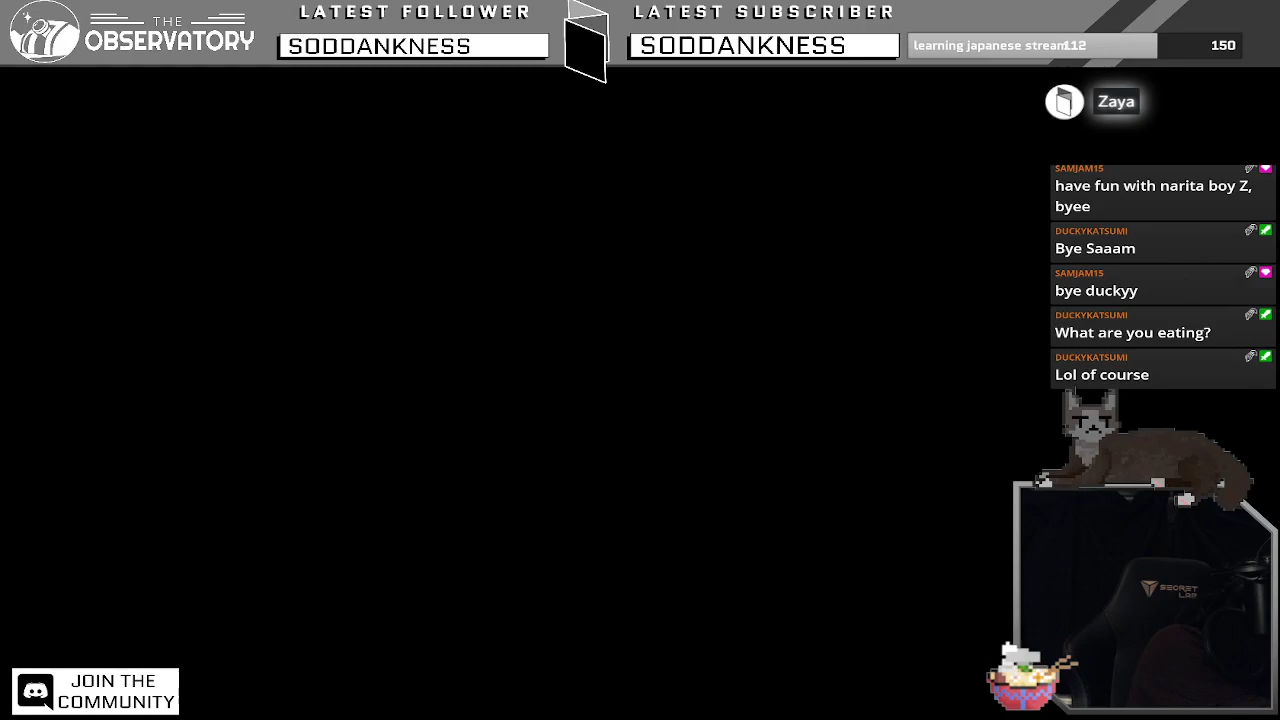 THE
OBSERVATORY
LATEST FOLLOWER
SODDANKNESS
LATEST SUBSCRIBER
SODDANKNESS
learning japanese stream
112
150
Zaya
SAMJAM15
have fun with narita boy Z,
byee
DUCKYKATSUMI
Bye Saaam
SAMJAM15
bye duckyy
DUCKYKATSUMI
What are you eating?
DUCKYKATSUMI
Lol of course
SECRET
LAB
JOIN THE
COMMUNITY